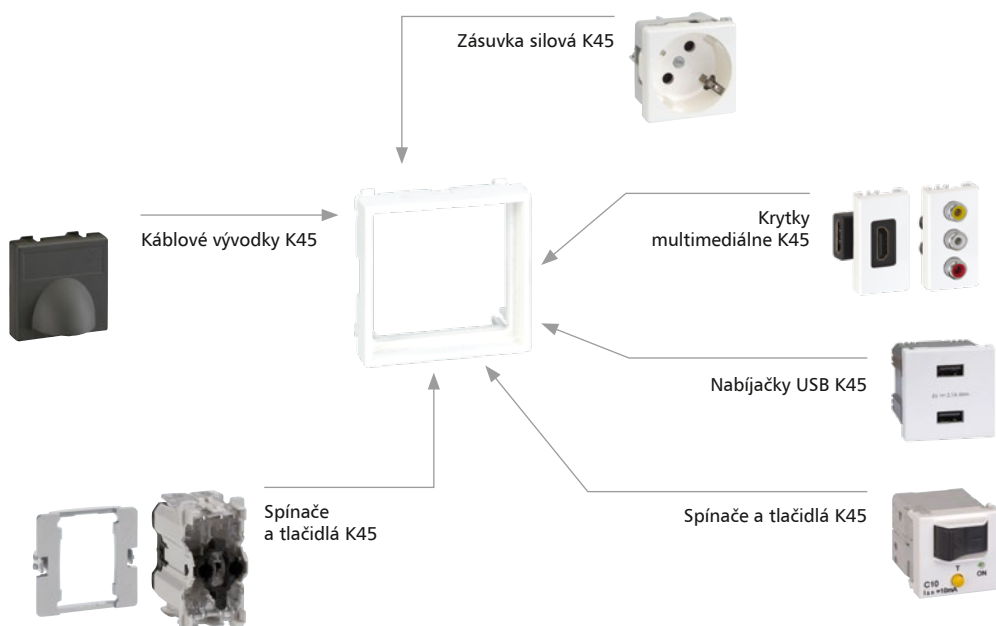 Zásuvka silová K45
Krytky
multimediálne K45
Káblové vývodky K45
Nabíjačky USB K45
Spínače
a tlačidlá K45
Spínače a tlačidlá K45
T
ON
C10